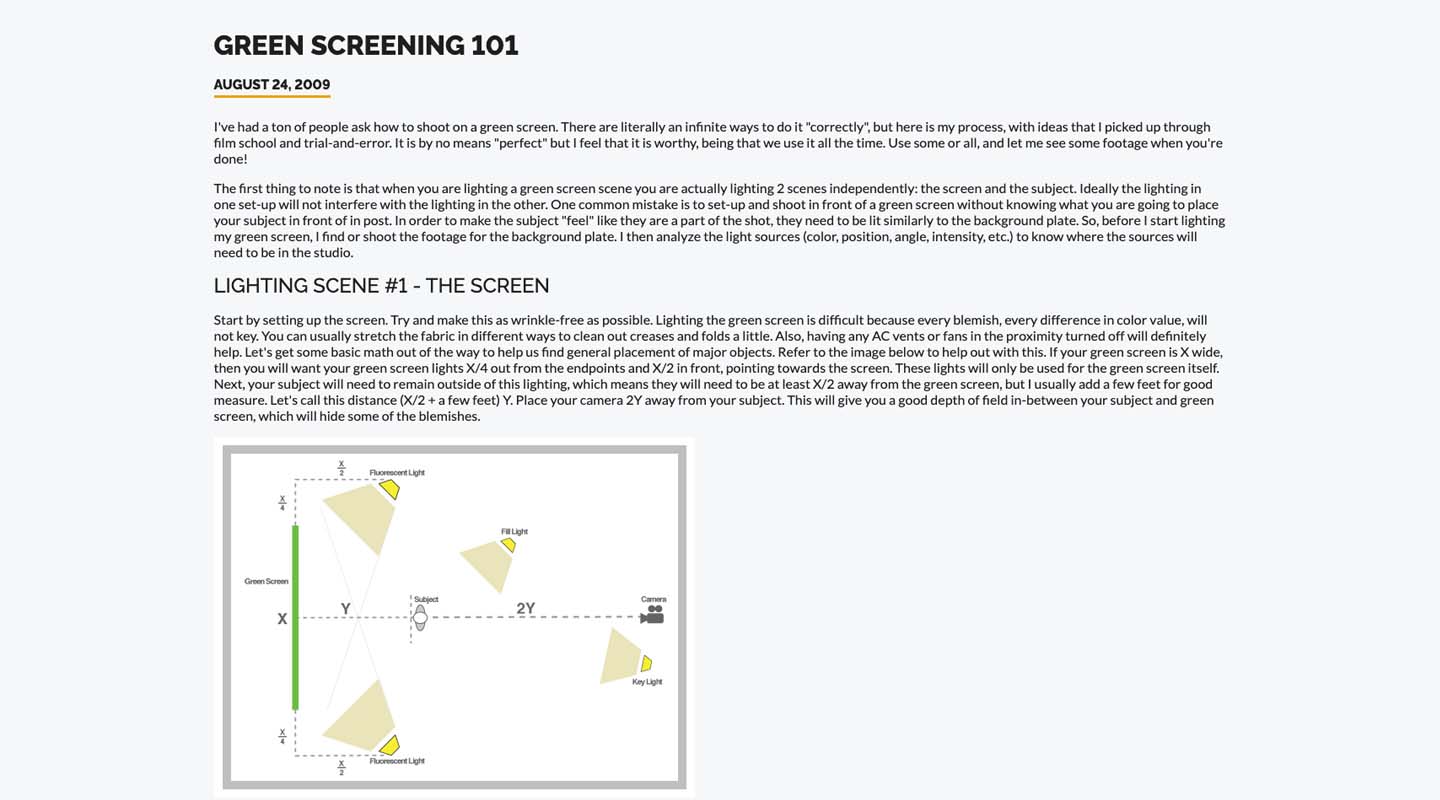 GREEN SCREENING 101
AUGUST 24, 2009
I've had a ton of people ask how to shoot on a green screen. There are literally an infinite ways to do it "correctly", but here is my process, with ideas that I picked up through
film school and trial-and-error. It is by no means "perfect" but I feel that it is worthy, being that we use it all the time. Use some or all, and let me see some footage when you're
done!
The first thing to note is that when you are lighting a green screen scene you are actually lighting 2 scenes independently: the screen and the subject. Ideally the lighting in
one set-up will not interfere with the lighting in the other. One common mistake is to set-up and shoot in front of a green screen without knowing what you are going to place
your subject in front of in post. In order to make the subject "feel" like they are a part of the shot, they need to be lit similarly to the background plate. So, before I start lighting
my green screen, I find or shoot the footage for the background plate. I then analyze the light sources (color, position, angle, intensity, etc.) to know where the sources will
need to be in the studio.
LIGHTING SCENE #1 - THE SCREEN
Start by setting up the screen. Try and make this as wrinkle-free as possible. Lighting the green screen is difficult because every blemish, every difference in color value, will
not key. You can usually stretch the fabric in different ways to clean out creases and folds a little. Also, having any AC vents or fans in the proximity turned off will definitely
help. Let's get some basic math out of the way to help us find general placement of major objects. Refer to the image below to help out with this. If your green screen is X wide,
then you will want your green screen lights X/4 out from the endpoints and X/2 in front, pointing towards the screen. These lights will only be used for the green screen itself.
Next, your subject will need to remain outside of this lighting, which means they will need to be at least X/2 away from the green screen, but I usually add a few feet for good
measure. Let's call this distance (X/2 + a few feet) Y. Place your camera 2Y away from your subject. This will give you a good depth of field in-between your subject and green
screen, which will hide some of the blemishes.
X
2
Fluorescent Light
X
4
Fill Light
Green Screen
Subject
Camera
X
Y
2Y
Key Light
X
4
Fluorescent Light
X
2